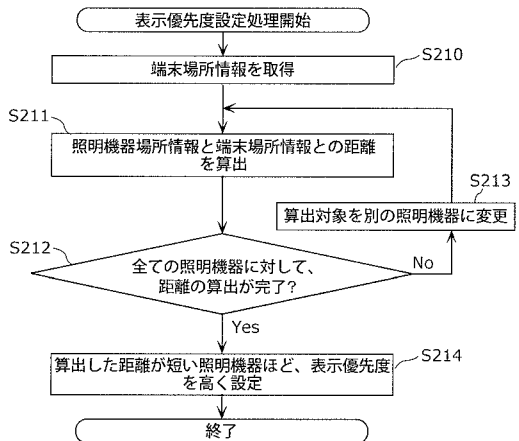 表示優先度設定処理開始
S210
端末場所情報を取得
S211
照明機器場所情報と端末場所情報との距離
を算出
S213
算出対象を別の照明機器に変更
S212
全ての照明機器に対して、
距離の算出が完了?
No
Yes
S214
算出した距離が短い照明機器ほど、表示優先度
を高く設定
終了